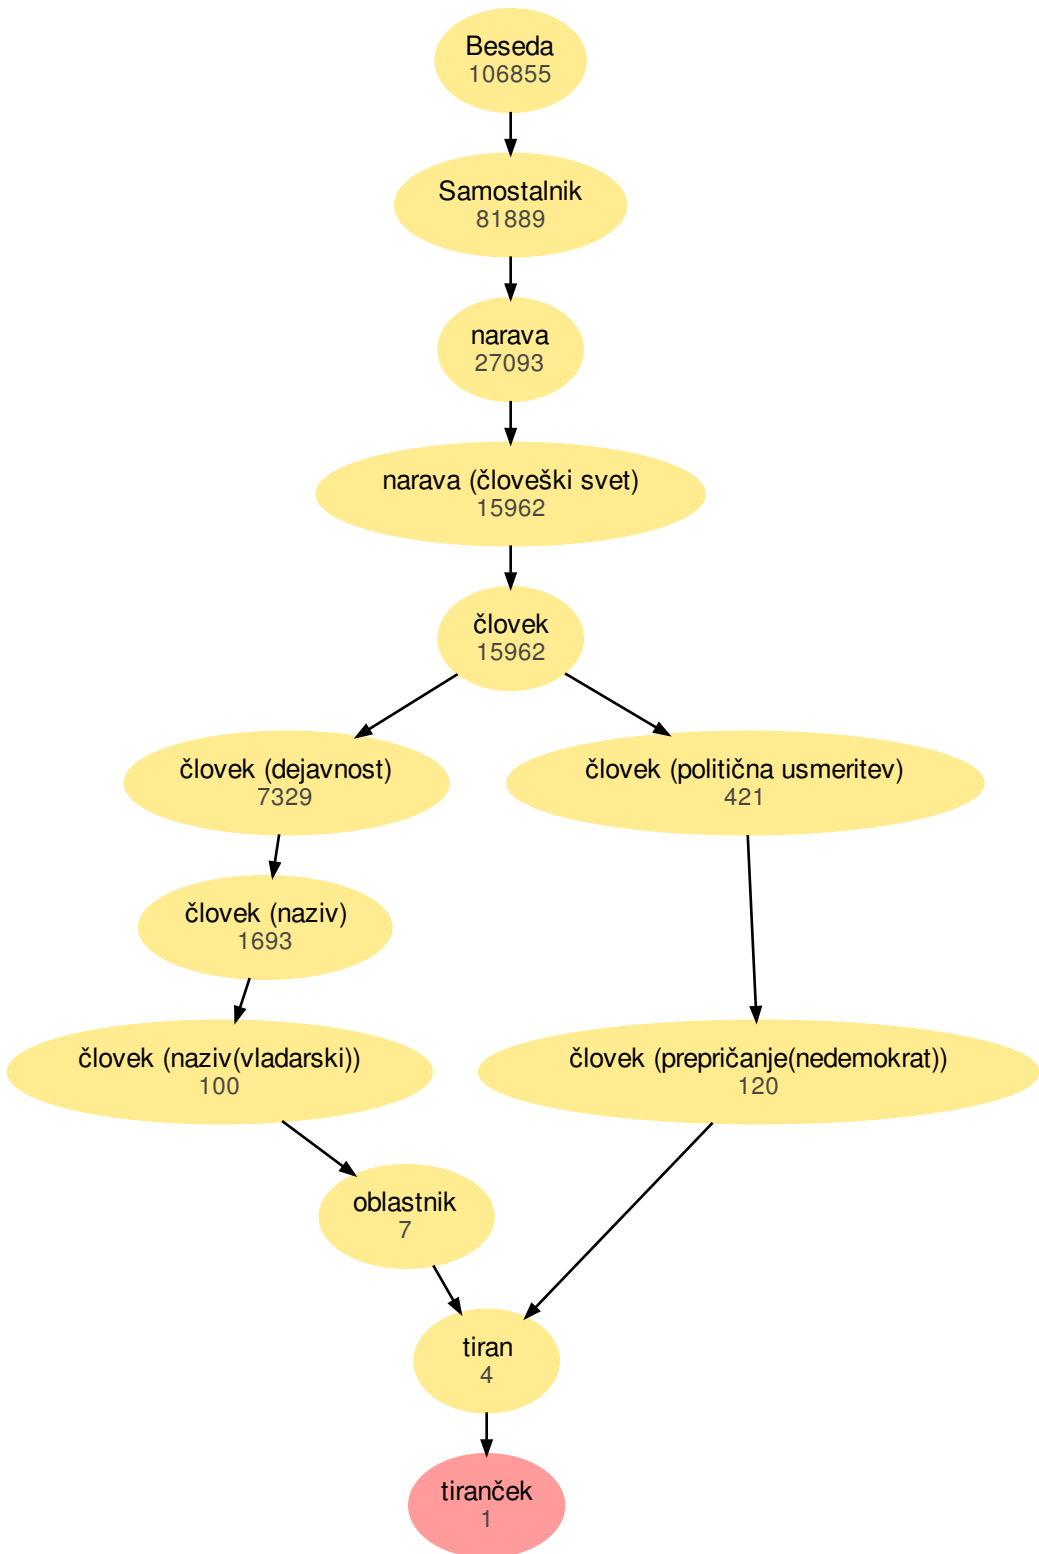 Beseda
106855
Samostalnik
81889
narava
27093
narava (človeški svet)
15962
človek
15962
človek (dejavnost)
7329
človek (politična usmeritev)
421
človek (naziv)
1693
človek (naziv(vladarski))
100
človek (prepričanje(nedemokrat))
120
oblastnik
7
tiran
4
tiranček
1